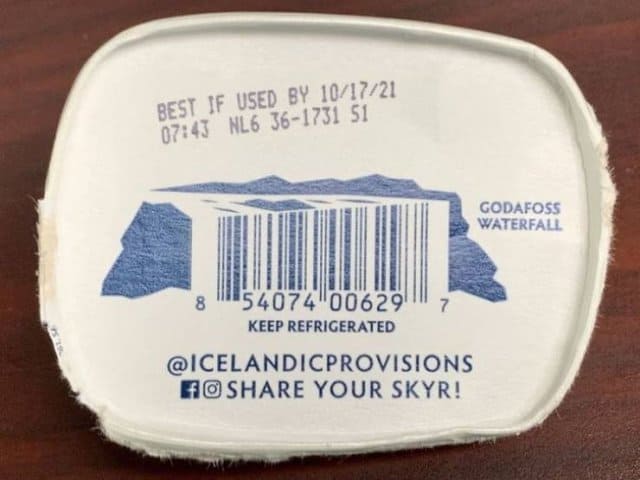 BEST IF USED BY 10/17/21
07:43 NL6 36-1731 S1
GODAFOSS
WATERFALL
8 54074 00629 7
KEEP REFRIGERATED
@ICELANDICPROVISIONS
SHARE YOUR SKYR!